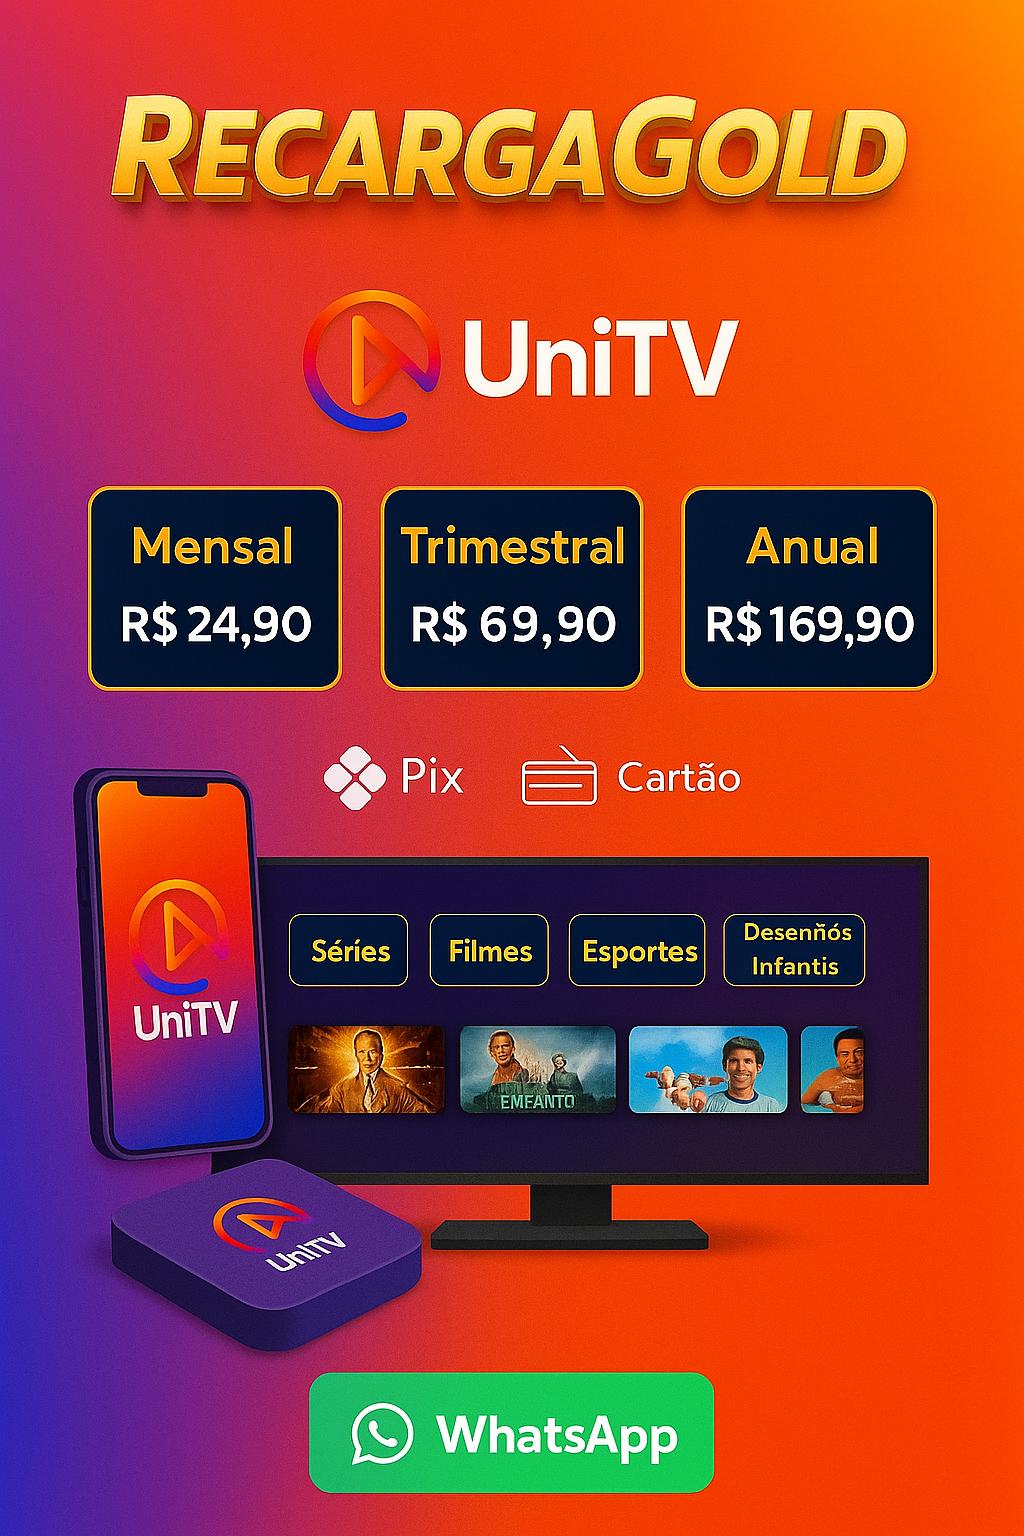 RECARGAGOLD
UniTV
Mensal
R$ 24,90
Trimestral
R$ 69,90
Anual
R$ 169,90
Pix
Cartão
UniTV
Séries
Filmes
Esportes
Desenñós
Infantis
EMFANTO
UniTV
WhatsApp